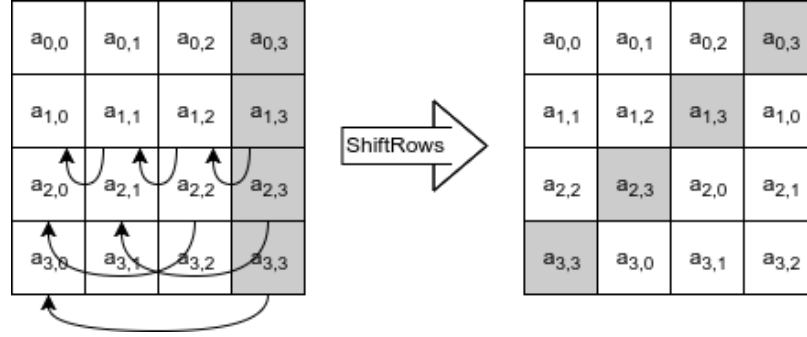 a0,0 a0,1 a0,2 a0,3
a1,0 a1,1 a1,2 a1,3
a2,0 a2,1 a2,2 a2,3
a3,0 a3,1 a3,2 a3,3
ShiftRows
a0,0 a0,1 a0,2 a0,3
a1,1 a1,2 a1,3 a1,0
a2,2 a2,3 a2,0 a2,1
a3,3 a3,0 a3,1 a3,2